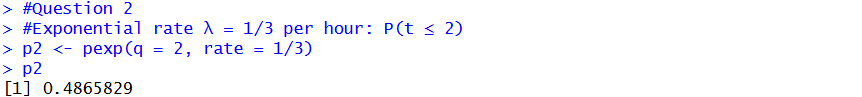 > #Question 2
> #Exponential rate λ = 1/3 per hour: P(t ≤ 2)
> p2 <- pexp(q = 2, rate = 1/3)
> p2
[1] 0.4865829